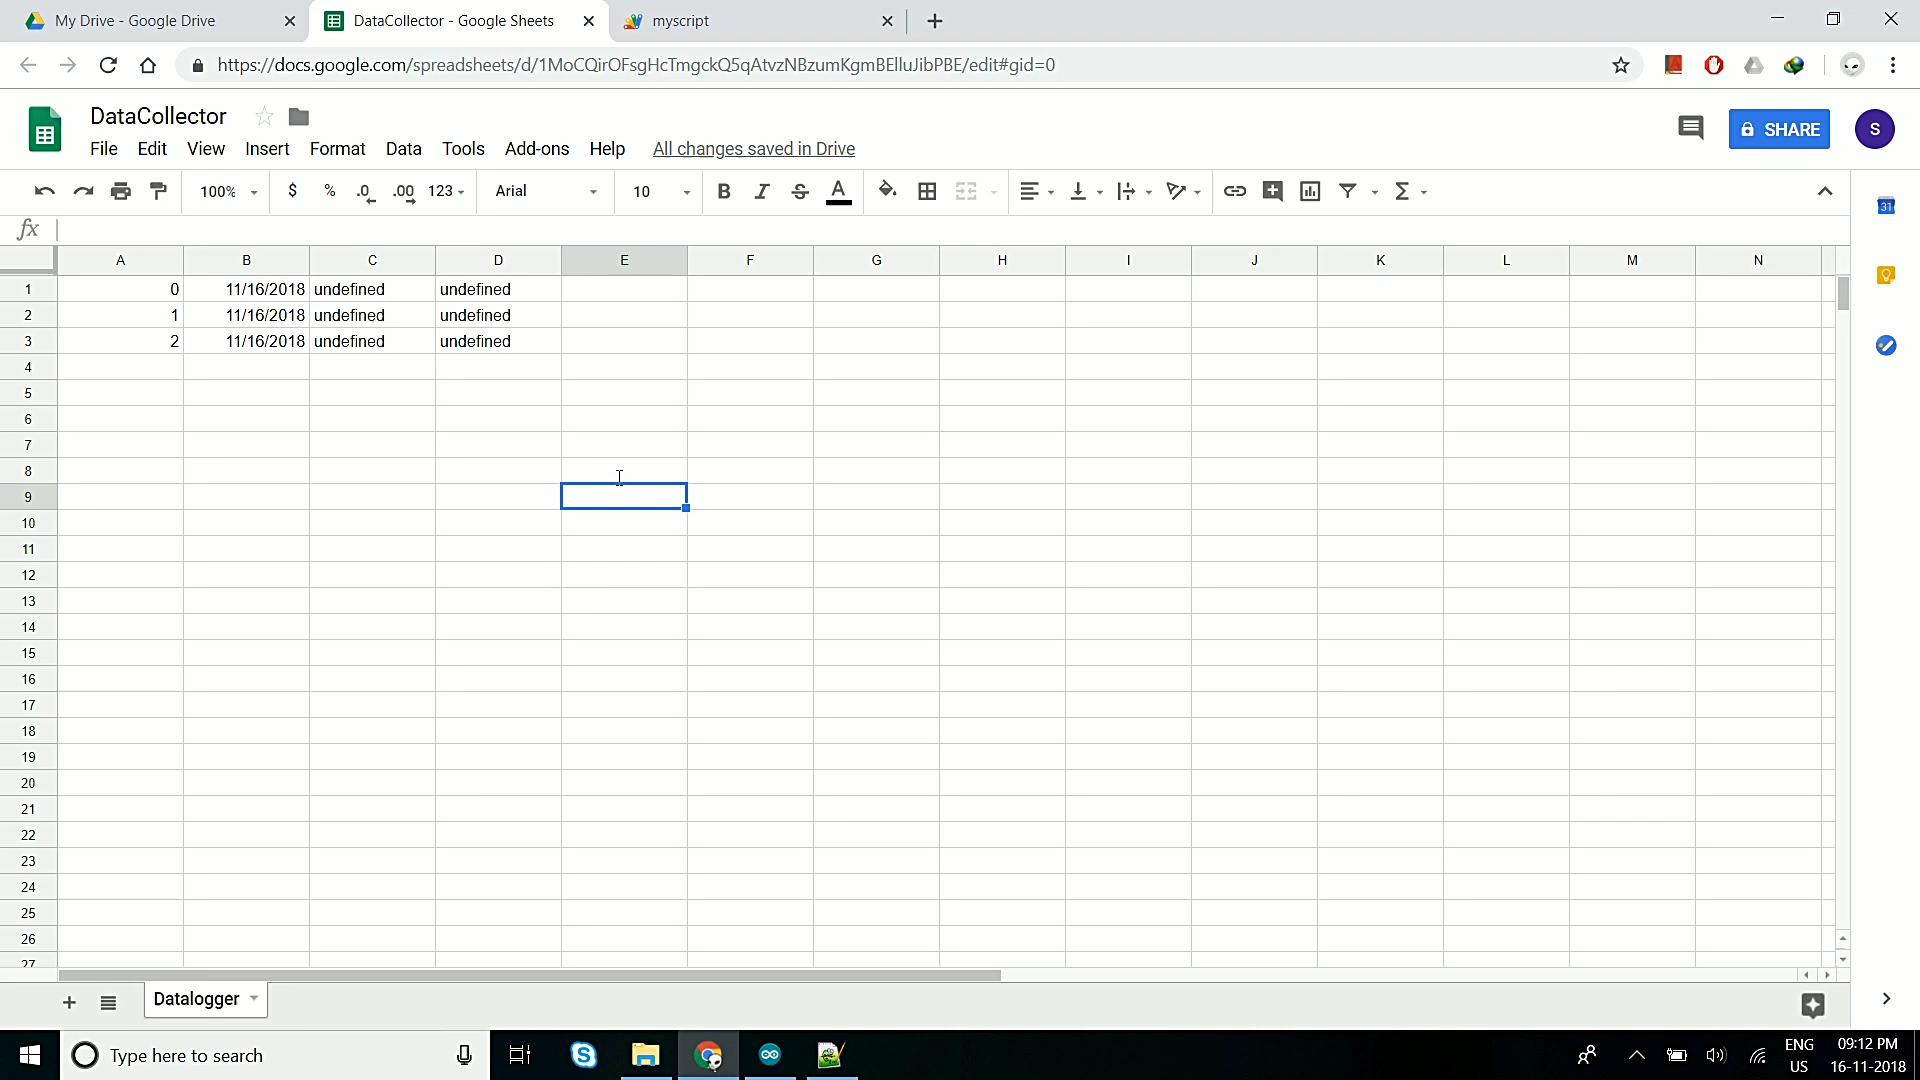 My Drive - Google Drive
DataCollector - Google Sheets
myscript
https://docs.google.com/spreadsheets/d/1MoCQirOFsgHcTmgckQ5qAtvzNBzumKgmBElluJibPBE/edit#gid=0
DataCollector
SHARE
S
File Edit View Insert Format Data Tools Add-ons Help All changes saved in Drive
100% $ % .0 .00 123 Arial 10 B I S A Σ
31
fx
A B C D E F G H I J K L M N
1 0 11/16/2018 undefined undefined
2 1 11/16/2018 undefined undefined
3 2 11/16/2018 undefined undefined
4
5
6
7
8
9
10
11
12
13
14
15
16
17
18
19
20
21
22
23
24
25
26
27
Datalogger
Type here to search
ENG
US
09:12 PM
16-11-2018